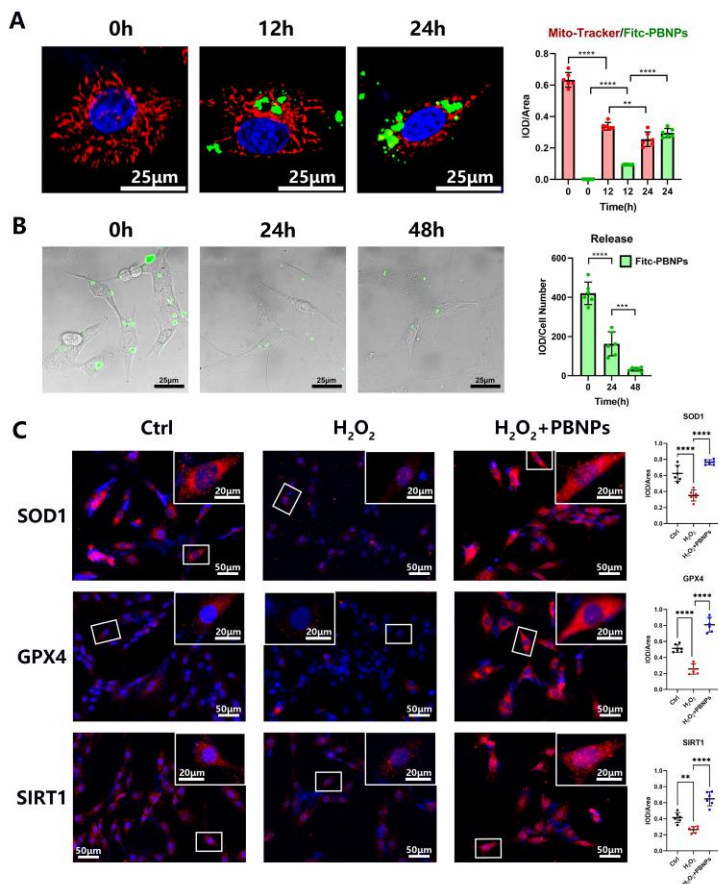 A
0h
12h
24h
25μm
25μm
25μm
Mito-Tracker/Fitc-PBNPs
****
****
****
**
IOD/Area
0.8
0.6
0.4
0.2
0.0
0 0 12 12 24 24
Time(h)
B
0h
24h
48h
25μm
25μm
25μm
Release
Fitc-PBNPs
****
***
IOD/Cell Number
600
400
200
0
0 24 48
Time(h)
C
Ctrl
H₂O₂
H₂O₂+PBNPs
SOD1
20μm
50μm
20μm
50μm
20μm
50μm
SOD1
**** ****
IOD/Area
1.0
0.8
0.6
0.4
0.2
0.0
Ctrl
H₂O₂
H₂O₂+PBNPs
GPX4
20μm
50μm
20μm
50μm
20μm
50μm
GPX4
**** ****
IOD/Area
1.0
0.8
0.6
0.4
0.2
0.0
Ctrl
H₂O₂
H₂O₂+PBNPs
SIRT1
20μm
50μm
20μm
50μm
20μm
50μm
SIRT1
** ****
IOD/Area
1.0
0.8
0.6
0.4
0.2
0.0
Ctrl
H₂O₂
H₂O₂+PBNPs